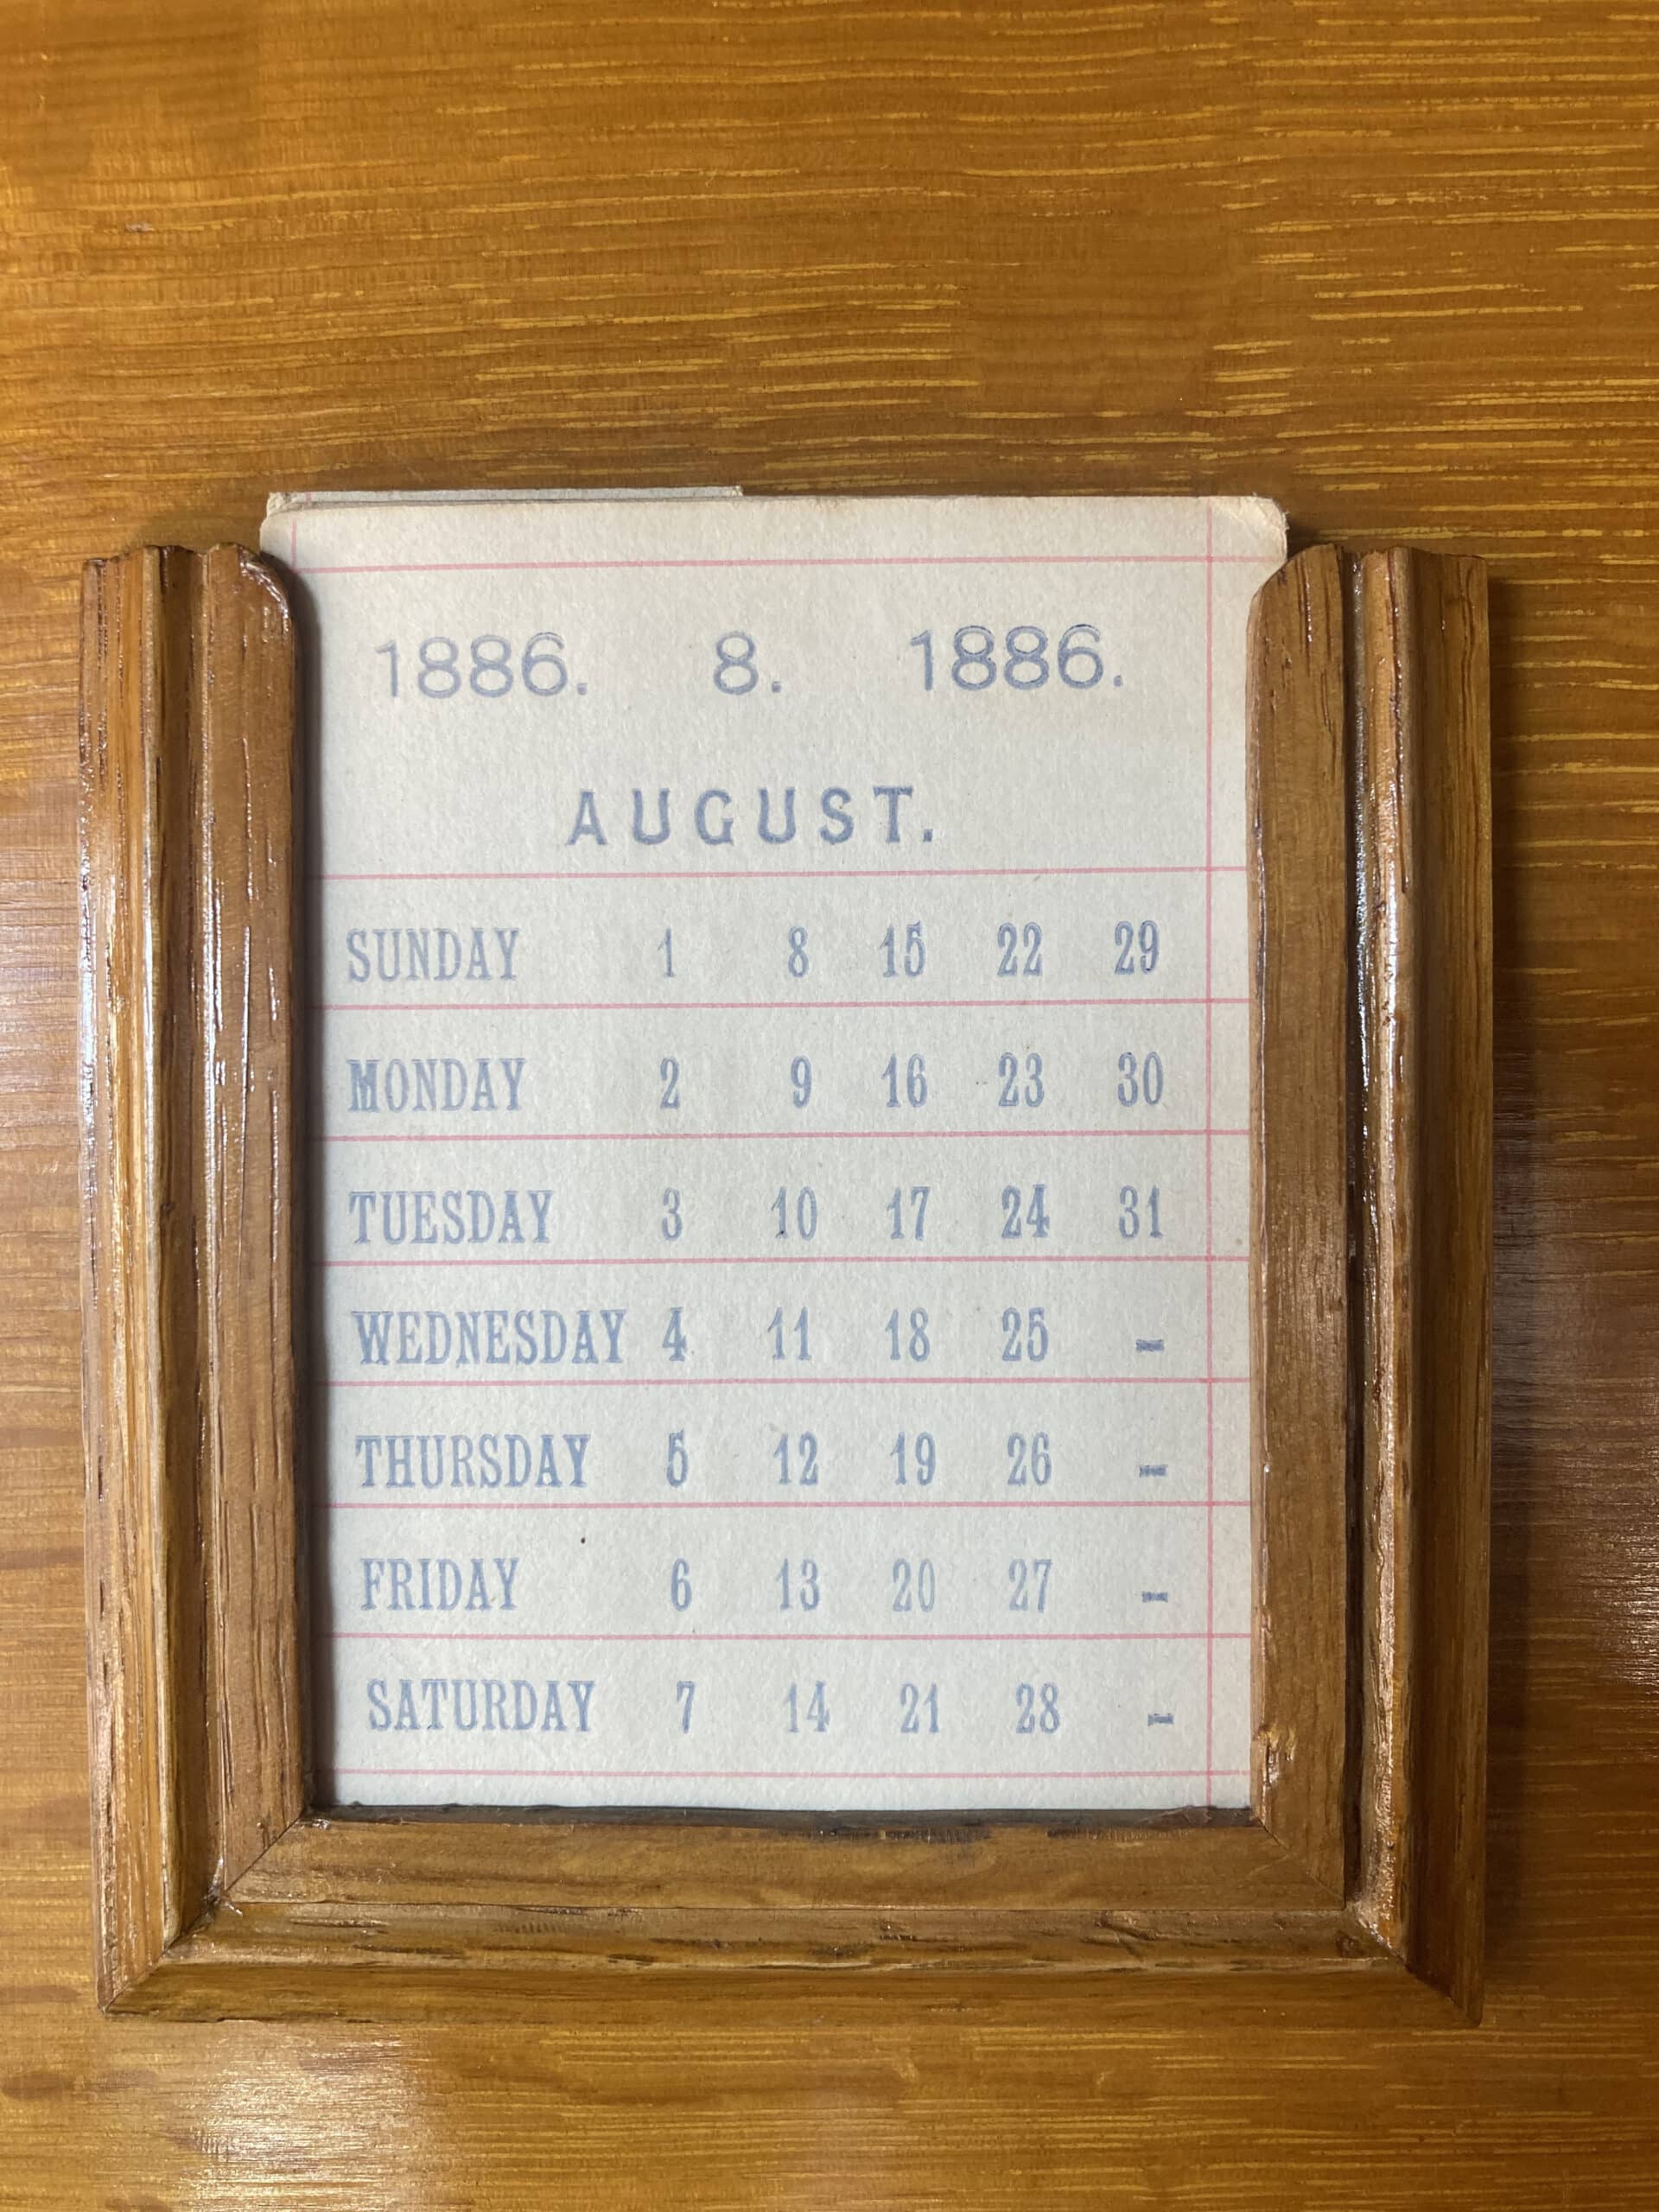 1886. 8. 1886.
AUGUST.
SUNDAY 1 8 15 22 29
MONDAY 2 9 16 23 30
TUESDAY 3 10 17 24 31
WEDNESDAY 4 11 18 25 -
THURSDAY 5 12 19 26 -
FRIDAY 6 13 20 27 -
SATURDAY 7 14 21 28 -